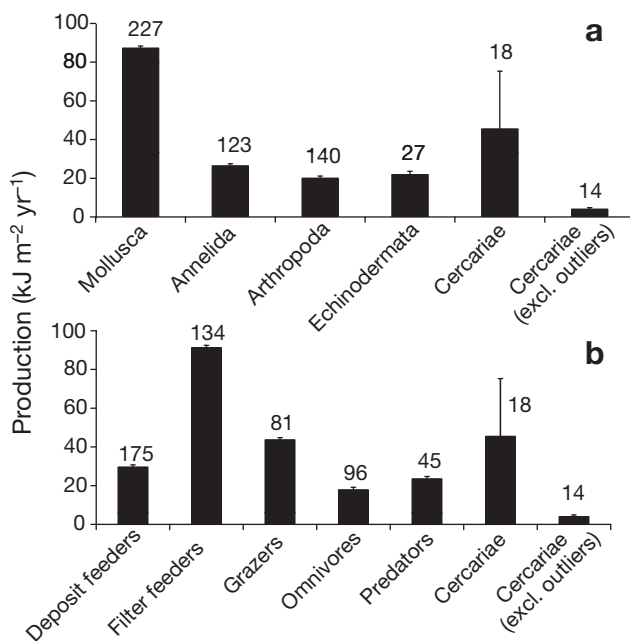 Production (kJ m⁻² yr⁻¹)
a
100
80
60
40
20
0
227
123
140
27
18
14
Mollusca
Annelida
Arthropoda
Echinodermata
Cercariae
Cercariae
(excl. outliers)
b
100
80
60
40
20
0
175
134
81
96
45
18
14
Deposit feeders
Filter feeders
Grazers
Omnivores
Predators
Cercariae
Cercariae
(excl. outliers)